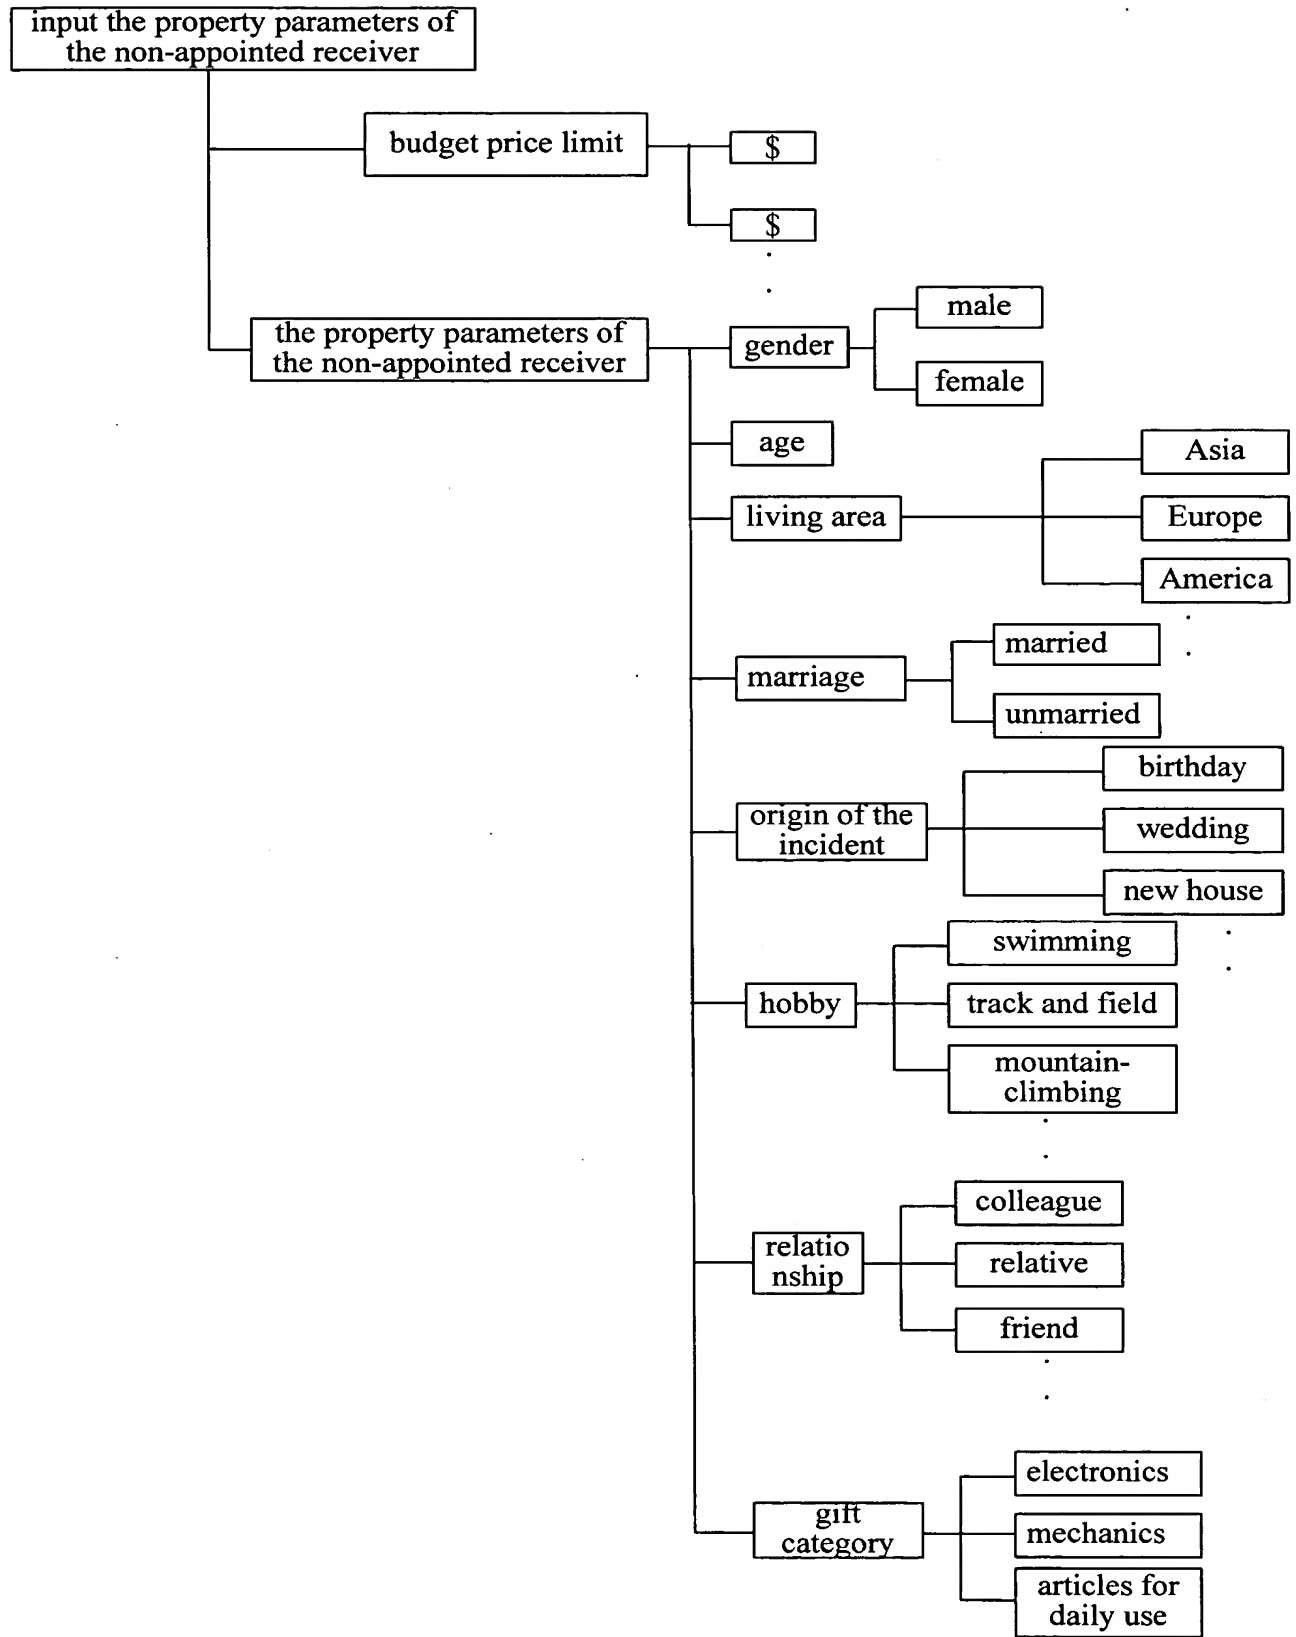 input the property parameters of
the non-appointed receiver
budget price limit
$
$
the property parameters of
the non-appointed receiver
gender
male
female
age
living area
Asia
Europe
America
marriage
married
unmarried
origin of the
incident
birthday
wedding
new house
hobby
swimming
track and field
mountain-
climbing
relatio
nship
colleague
relative
friend
gift
category
electronics
mechanics
articles for
daily use